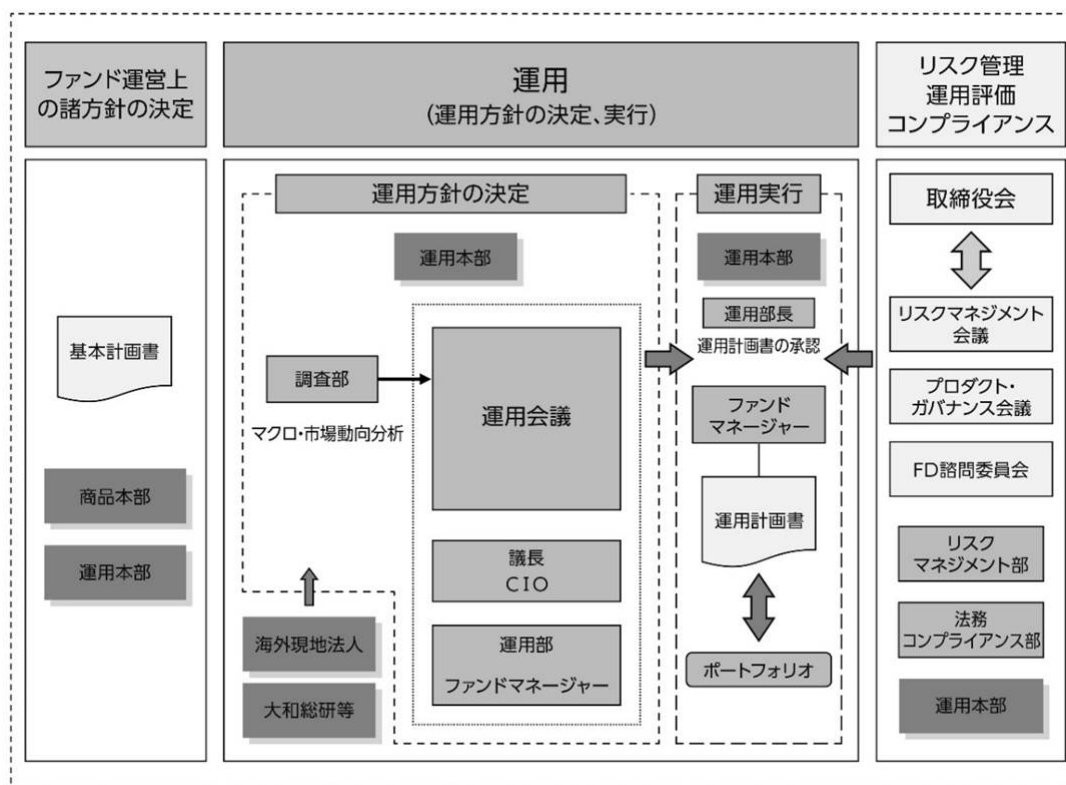 ファンド運営上
の諸方針の決定
運用
(運用方針の決定、実行)
リスク管理
運用評価
コンプライアンス
基本計画書
商品本部
運用本部
運用方針の決定
運用本部
調査部
マクロ・市場動向分析
運用会議
議長
CIO
運用部
ファンドマネージャー
海外現地法人
大和総研等
運用実行
運用本部
運用部長
運用計画書の承認
ファンド
マネージャー
運用計画書
ポートフォリオ
取締役会
リスクマネジメント
会議
プロダクト・
ガバナンス会議
FD諮問委員会
リスク
マネジメント部
法務
コンプライアンス部
運用本部